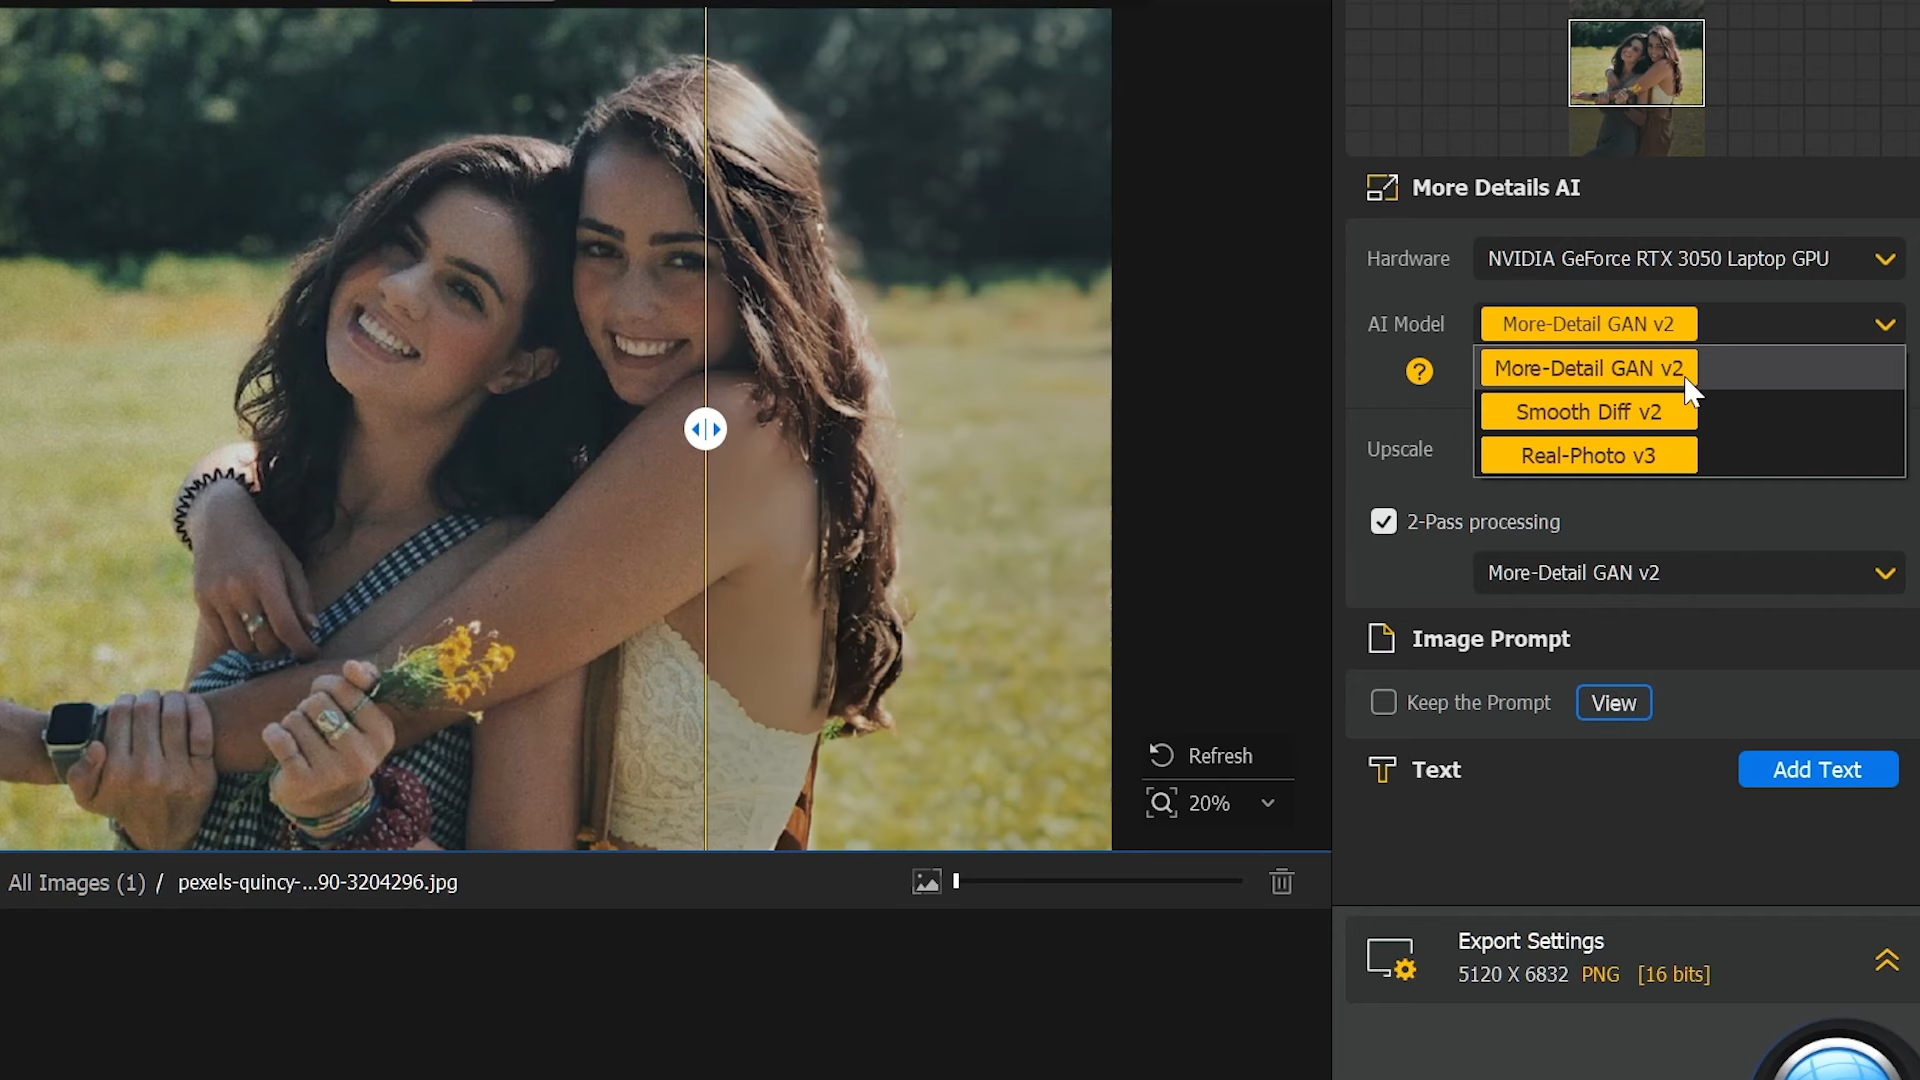 More Details AI
Hardware
NVIDIA GeForce RTX 3050 Laptop GPU
AI Model
More-Detail GAN v2
?
More-Detail GAN v2
Smooth Diff v2
Real-Photo v3
Upscale
2-Pass processing
More-Detail GAN v2
Image Prompt
Keep the Prompt
View
Text
Add Text
Refresh
20%
All Images (1) / pexels-quincy-...90-3204296.jpg
Export Settings
5120 X 6832 PNG [16 bits]